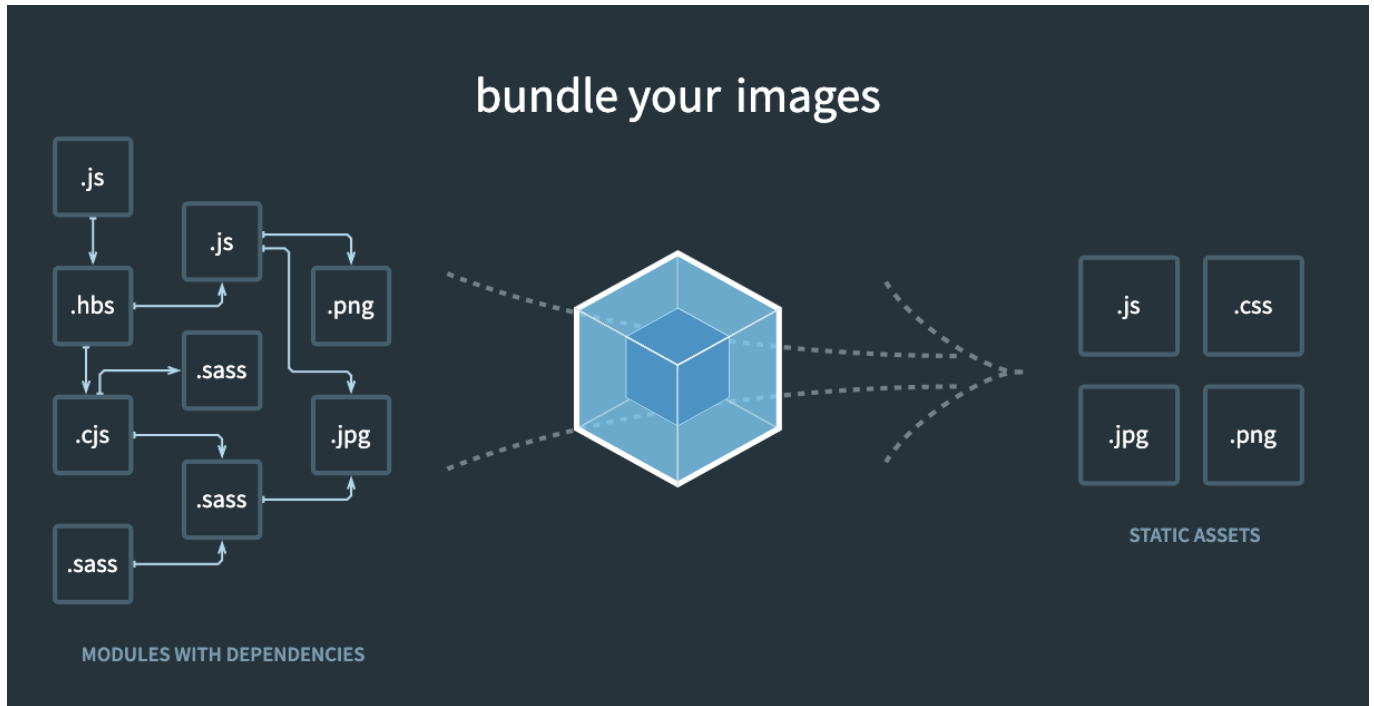 bundle your images
.js
.js
.hbs
.png
.sass
.cjs
.jpg
.sass
.sass
MODULES WITH DEPENDENCIES
.js
.css
.jpg
.png
STATIC ASSETS